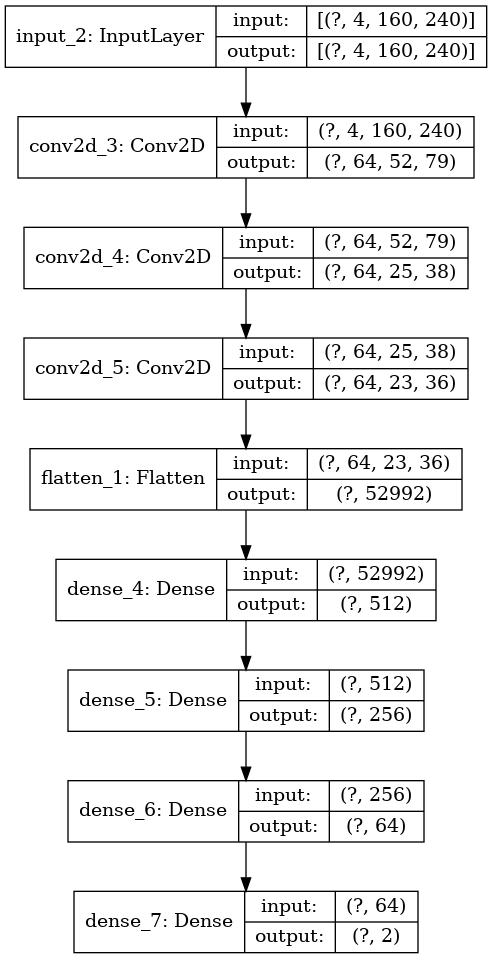 input_2: InputLayer
input: [(?, 4, 160, 240)]
output: [(?, 4, 160, 240)]
conv2d_3: Conv2D
input: (?, 4, 160, 240)
output: (?, 64, 52, 79)
conv2d_4: Conv2D
input: (?, 64, 52, 79)
output: (?, 64, 25, 38)
conv2d_5: Conv2D
input: (?, 64, 25, 38)
output: (?, 64, 23, 36)
flatten_1: Flatten
input: (?, 64, 23, 36)
output: (?, 52992)
dense_4: Dense
input: (?, 52992)
output: (?, 512)
dense_5: Dense
input: (?, 512)
output: (?, 256)
dense_6: Dense
input: (?, 256)
output: (?, 64)
dense_7: Dense
input: (?, 64)
output: (?, 2)